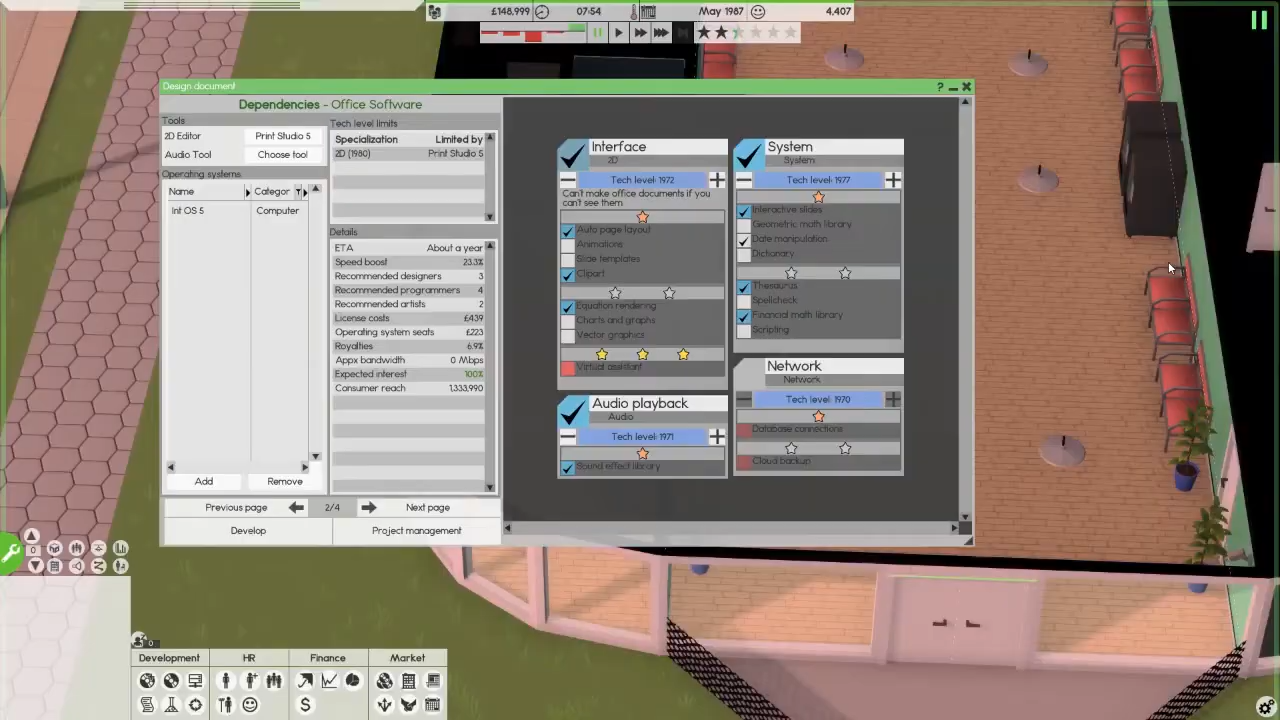 £148,999
07:54
May 1987
4,407
Design document
?
Dependencies - Office Software
Tools
2D Editor
Print Studio 5
Audio Tool
Choose tool
Operating systems
Name
Categor
Int OS 5
Computer
Add
Remove
Tech level limits
Specialization
Limited by
2D (1980)
Print Studio 5
Details
ETA
About a year
Speed boost
23.3%
Recommended designers
3
Recommended programmers
4
Recommended artists
2
License costs
£439
Operating system seats
£223
Royalties
6.9%
Appx bandwidth
0 Mbps
Expected interest
100%
Consumer reach
1,333,990
Previous page
2/4
Next page
Develop
Project management
Interface
2D
Tech level: 1972
Can't make office documents if you
can't see them.
Auto page layout
Animations
Slide templates
Clipart
Equation rendering
Charts and graphs
Vector graphics
Virtual assistant
Audio playback
Audio
Tech level: 1971
Sound effect library
System
System
Tech level: 1977
Interactive slides
Geometric math library
Date manipulation
Dictionary
Thesaurus
Spellcheck
Financial math library
Scripting
Network
Network
Tech level: 1970
Database connections
Cloud backup
0
0
Development
HR
Finance
Market